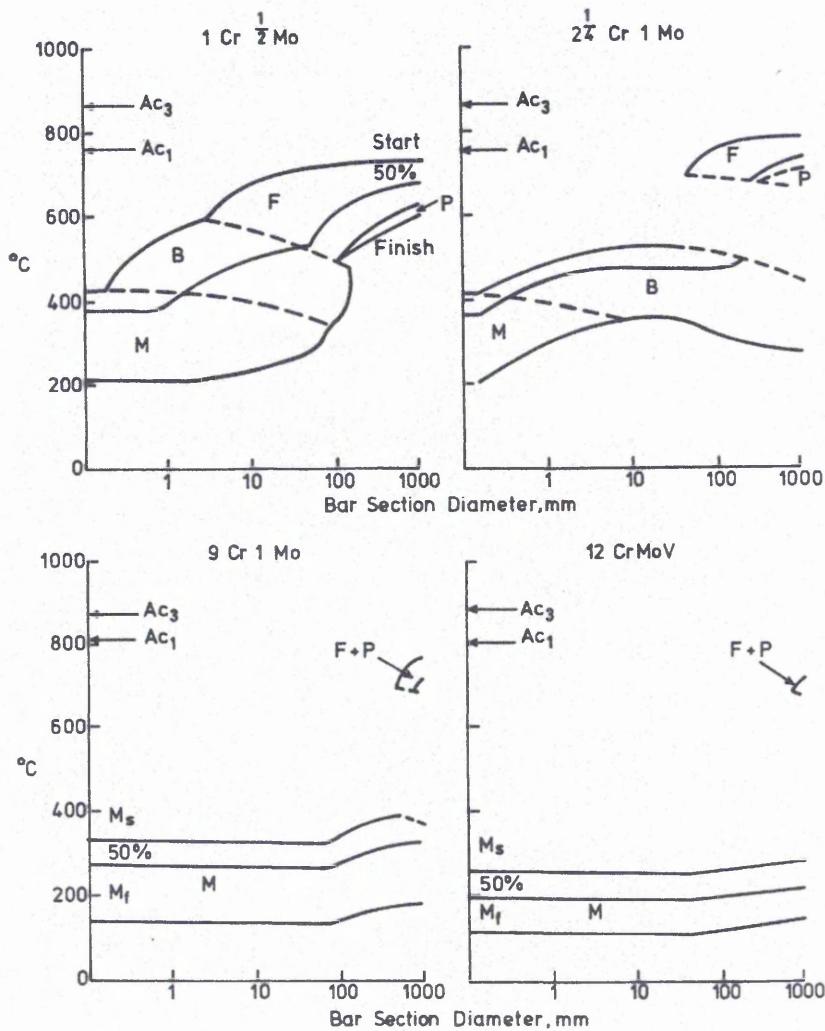 1 Cr 1/2 Mo
2 1/4 Cr 1 Mo
1000
800
600
°C
400
200
0
Ac3
Ac1
Start
50%
F
P
B
Finish
M
1 10 100 1000
Ac3
Ac1
F
P
B
M
1 10 100 1000
Bar Section Diameter, mm
9 Cr 1 Mo
12 CrMoV
1000
800
600
°C
400
200
0
Ac3
Ac1
F+P
Ms
50%
M
Mf
1 10 100 1000
Ac3
Ac1
F+P
Ms
50%
Mf M
1 10 100 1000
Bar Section Diameter, mm